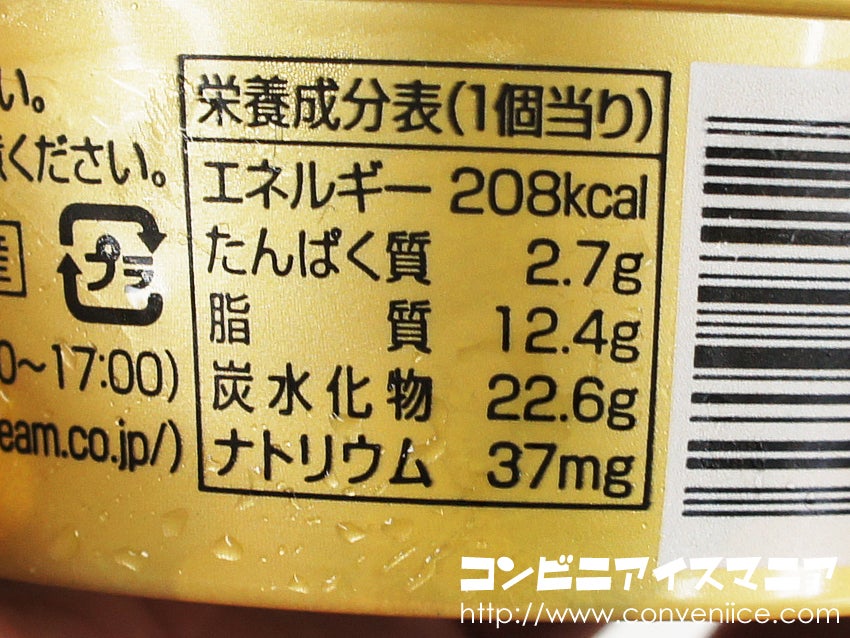 い。
ください。
プラ
0~17:00)
eam.co.jp/)
栄養成分表(1個当り)
エネルギー 208kcal
たんぱく質 2.7g
脂質 12.4g
炭水化物 22.6g
ナトリウム 37mg
コンビニアイスマニア
http://www.conveniice.com